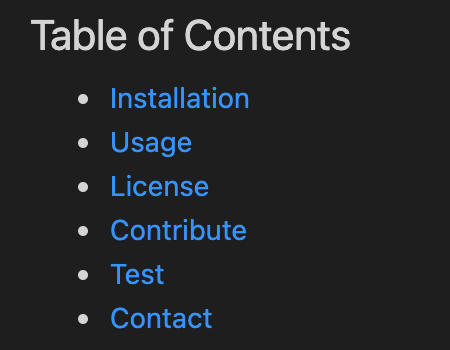 Table of Contents
Installation
Usage
License
Contribute
Test
Contact